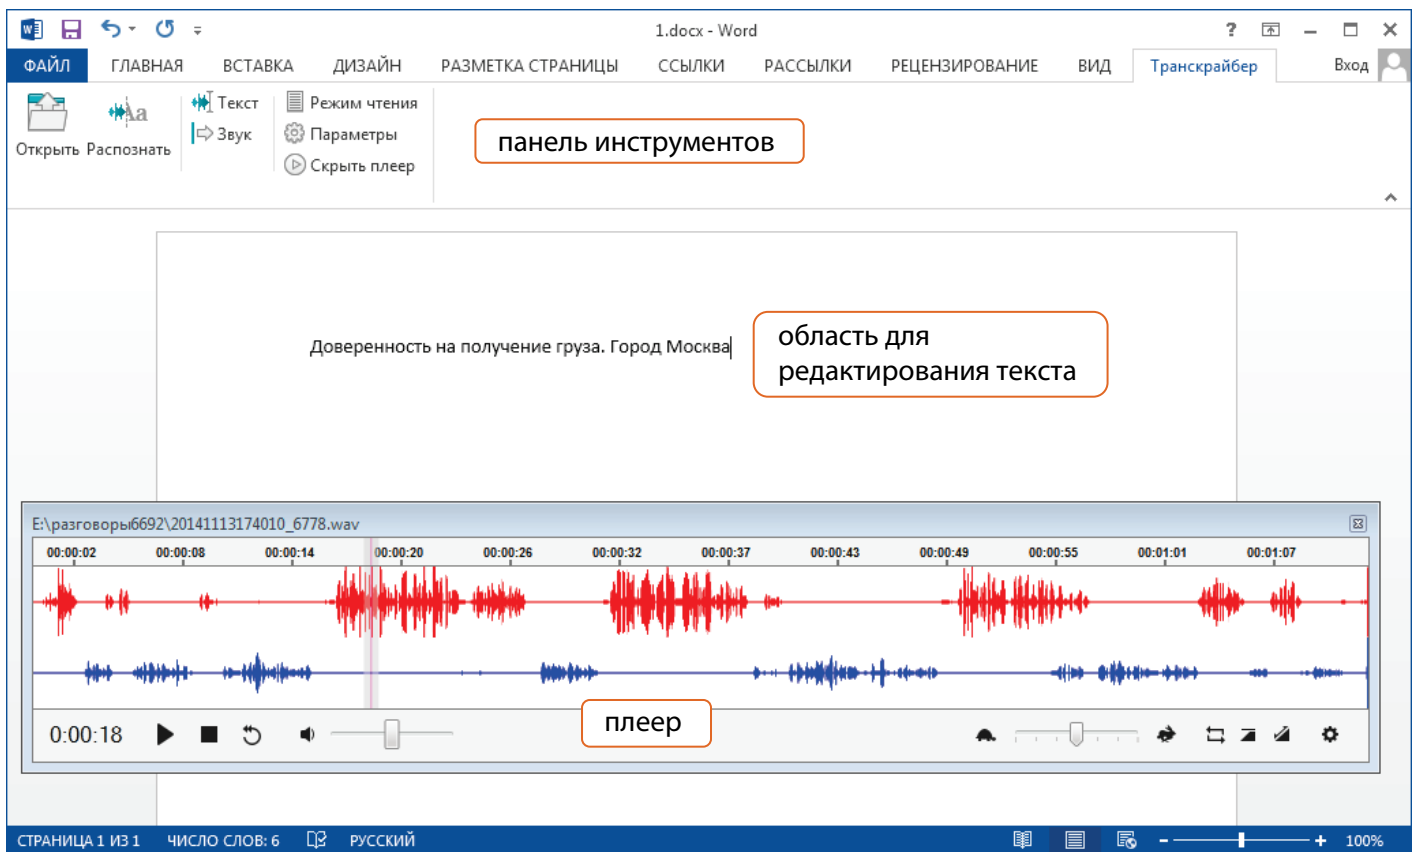 1.docx - Word
?
ФАЙЛ ГЛАВНАЯ ВСТАВКА ДИЗАЙН РАЗМЕТКА СТРАНИЦЫ ССЫЛКИ РАССЫЛКИ РЕЦЕНЗИРОВАНИЕ ВИД Транскрайбер Вход
Открыть
Распознать
Текст
Звук
Режим чтения
Параметры
Скрыть плеер
панель инструментов
Доверенность на получение груза. Город Москва
область для
редактирования текста
E:\разговоры6692\20141113174010_6778.wav
00:00:02 00:00:08 00:00:14 00:00:20 00:00:26 00:00:32 00:00:37 00:00:43 00:00:49 00:00:55 00:01:01 00:01:07
0:00:18
плеер
СТРАНИЦА 1 ИЗ 1 ЧИСЛО СЛОВ: 6 РУССКИЙ 100%